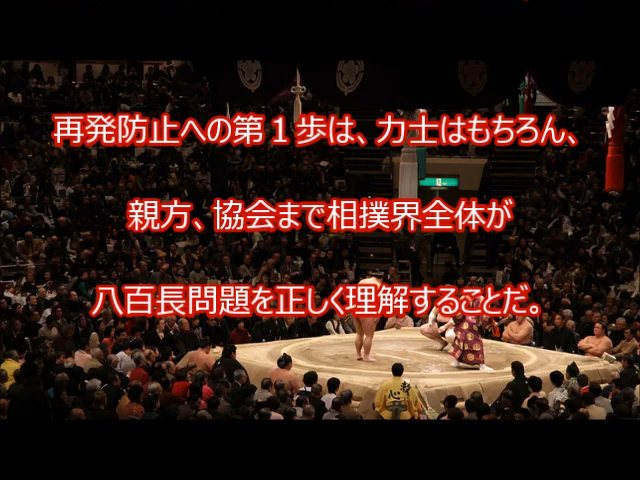 再発防止への第１歩は、力士はもちろん、
親方、協会まで相撲界全体が
八百長問題を正しく理解することだ。